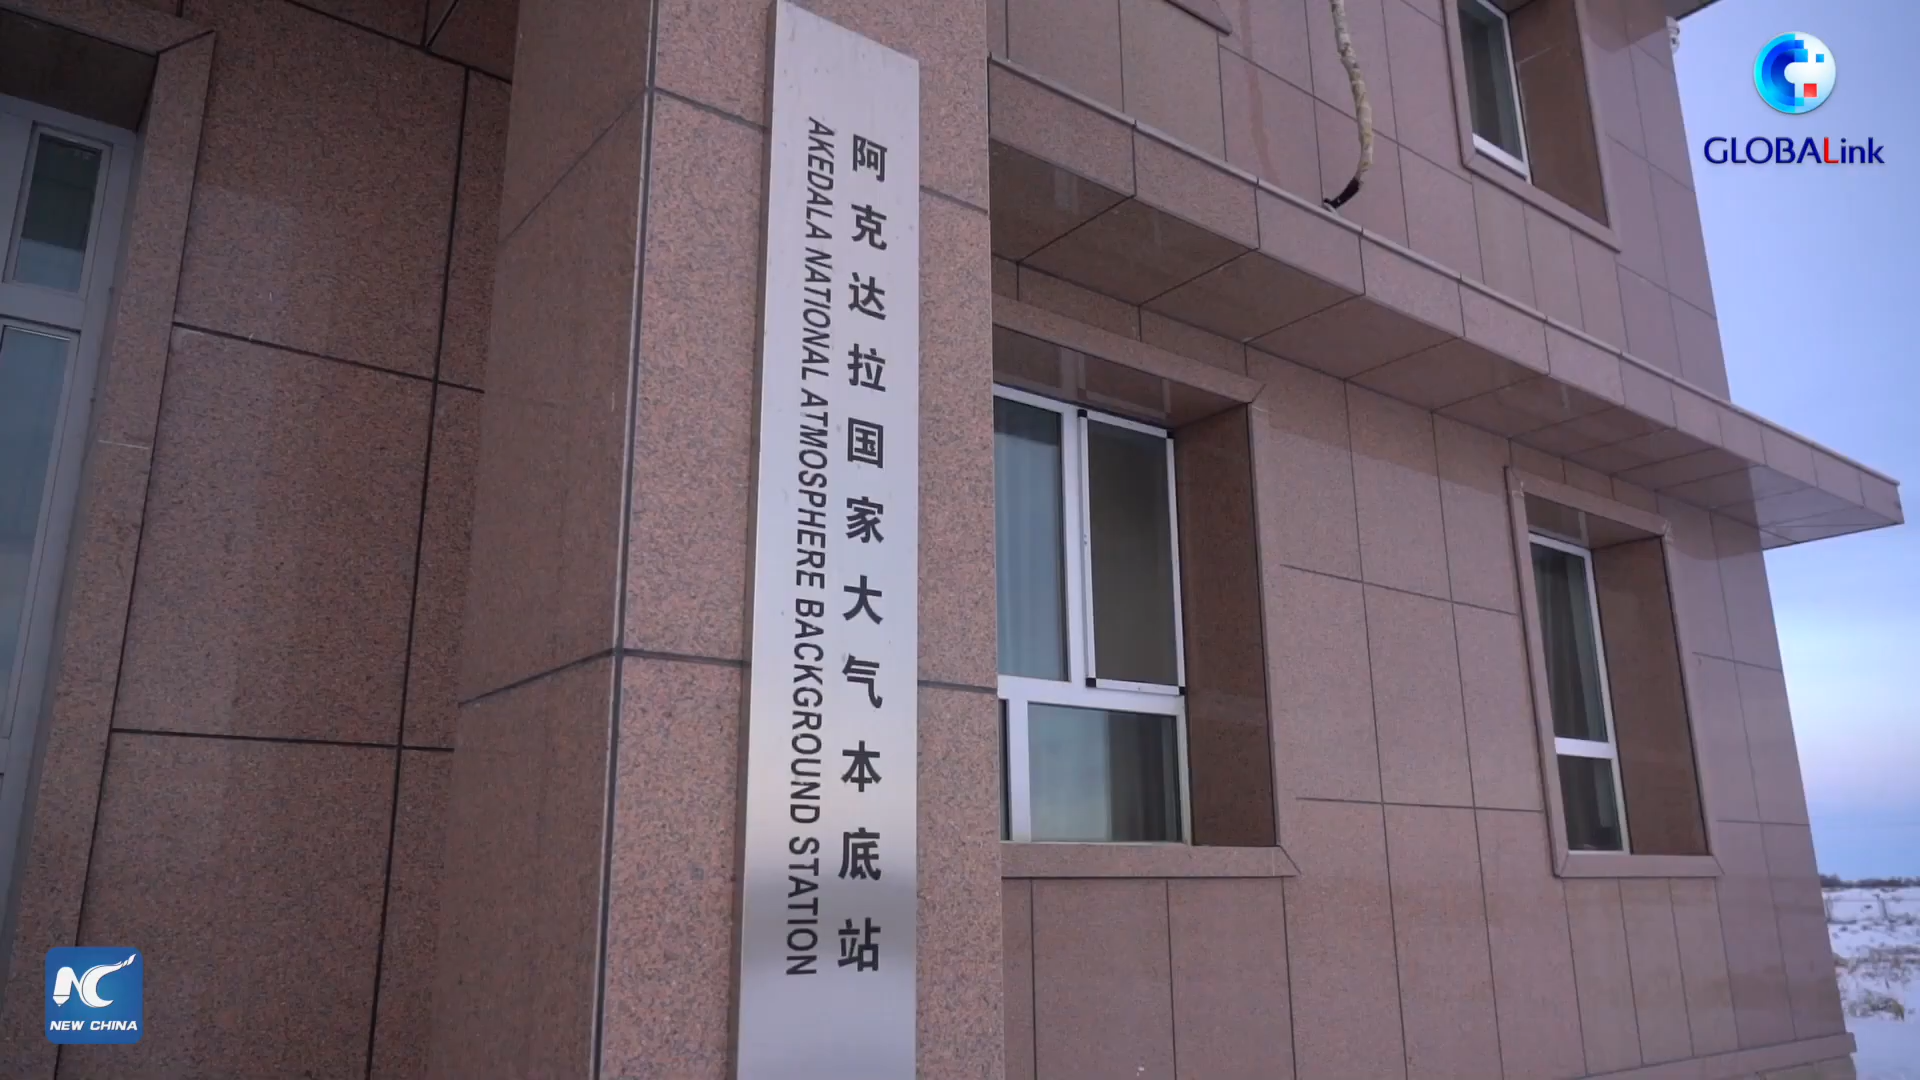 GLOBALink
阿克达拉国家大气本底站
AKEDALA NATIONAL ATMOSPHERE BACKGROUND STATION
NC
NEW CHINA